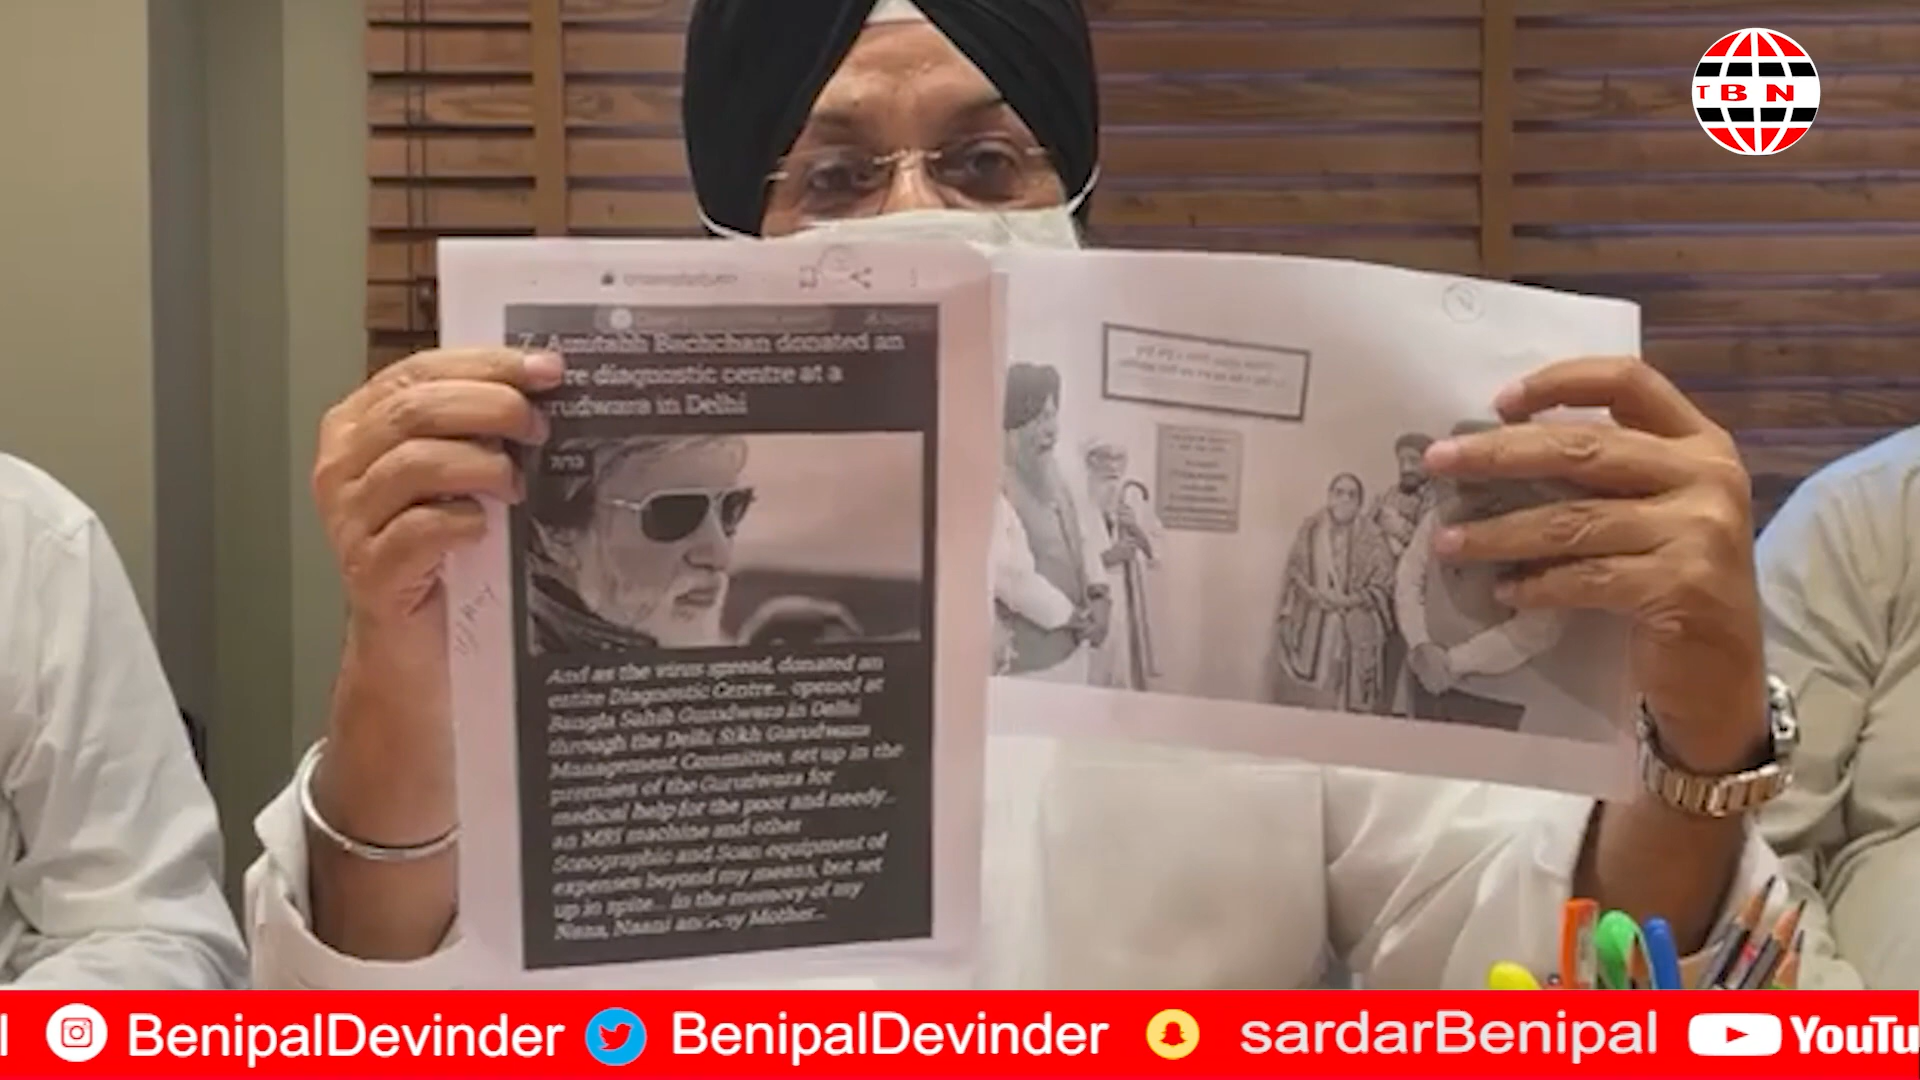 TBN
7. Amitabh Bachchan donated an
re diagnostic centre at a
rudwara in Delhi
And as the virus spread, donated an
entire Diagnostic Centre... opened at
Bangla Sahib Gurudwara in Delhi
through the Delhi Sikh Gurudwara
Management Committee, set up in the
premises of the Gurudwara for
medical help for the poor and needy..
an MRI machine and other
Sonographic and Scan equipment of
expenses beyond my means, but set
up in spite... in the memory of my
Nana, Naani and my Mother...
BenipalDevinder
BenipalDevinder
sardarBenipal
YouTu